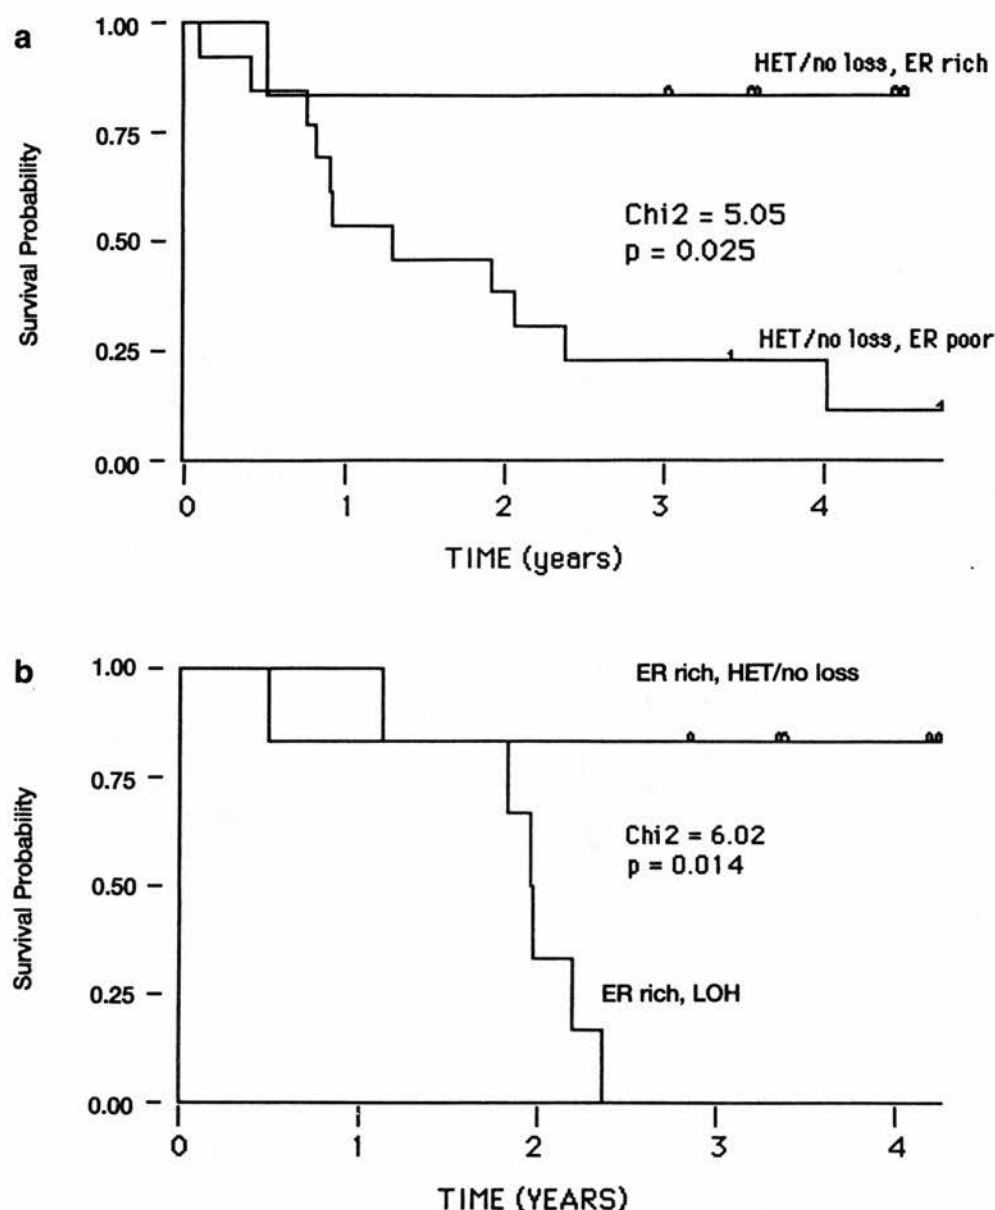 a
1.00
0.75
0.50
0.25
0.00
Survival Probability
HET/no loss, ER rich
Chi2 = 5.05
p = 0.025
HET/no loss, ER poor
0 1 2 3 4
TIME (years)
b
1.00
0.75
0.50
0.25
0.00
Survival Probability
ER rich, HET/no loss
Chi2 = 6.02
p = 0.014
ER rich, LOH
0 1 2 3 4
TIME (YEARS)